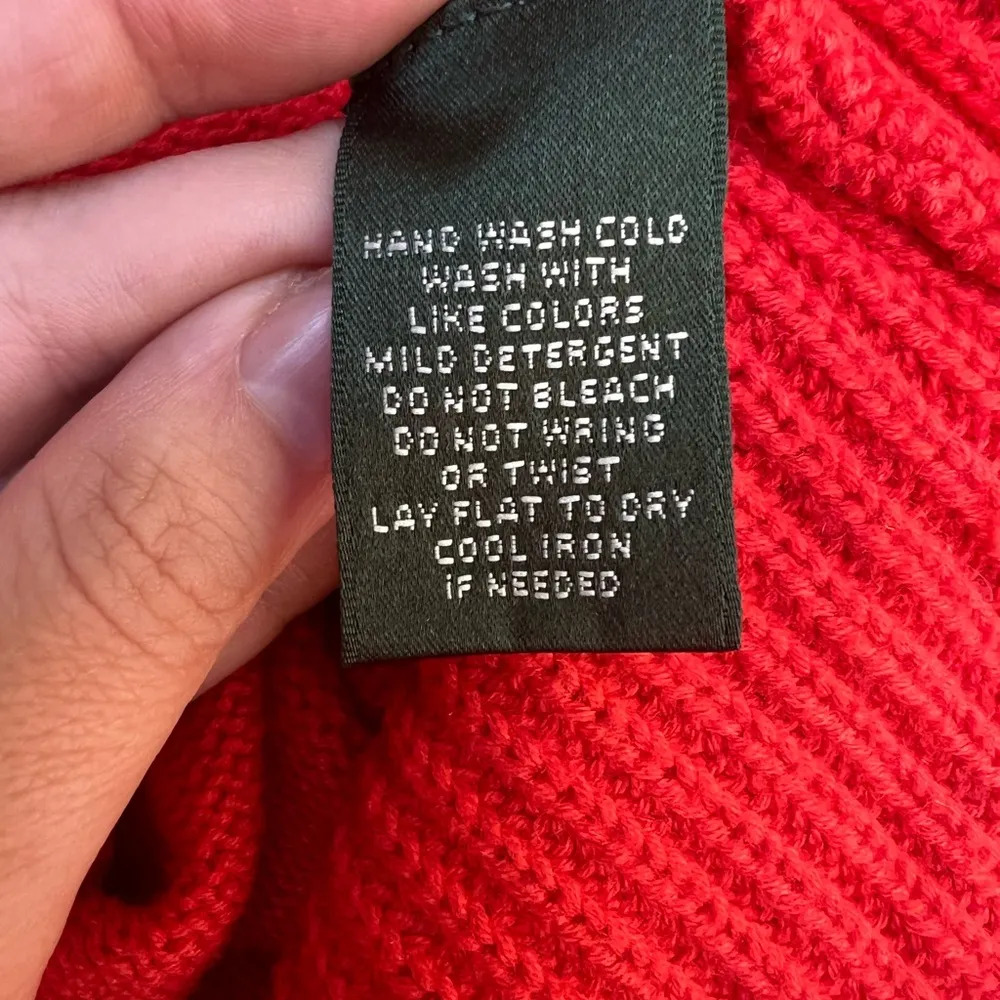 HAND WASH COLD
WASH WITH
LIKE COLORS
MILD DETERGENT
DO NOT BLEACH
DO NOT WRING
OR TWIST
LAY FLAT TO DRY
COOL IRON
IF NEEDED